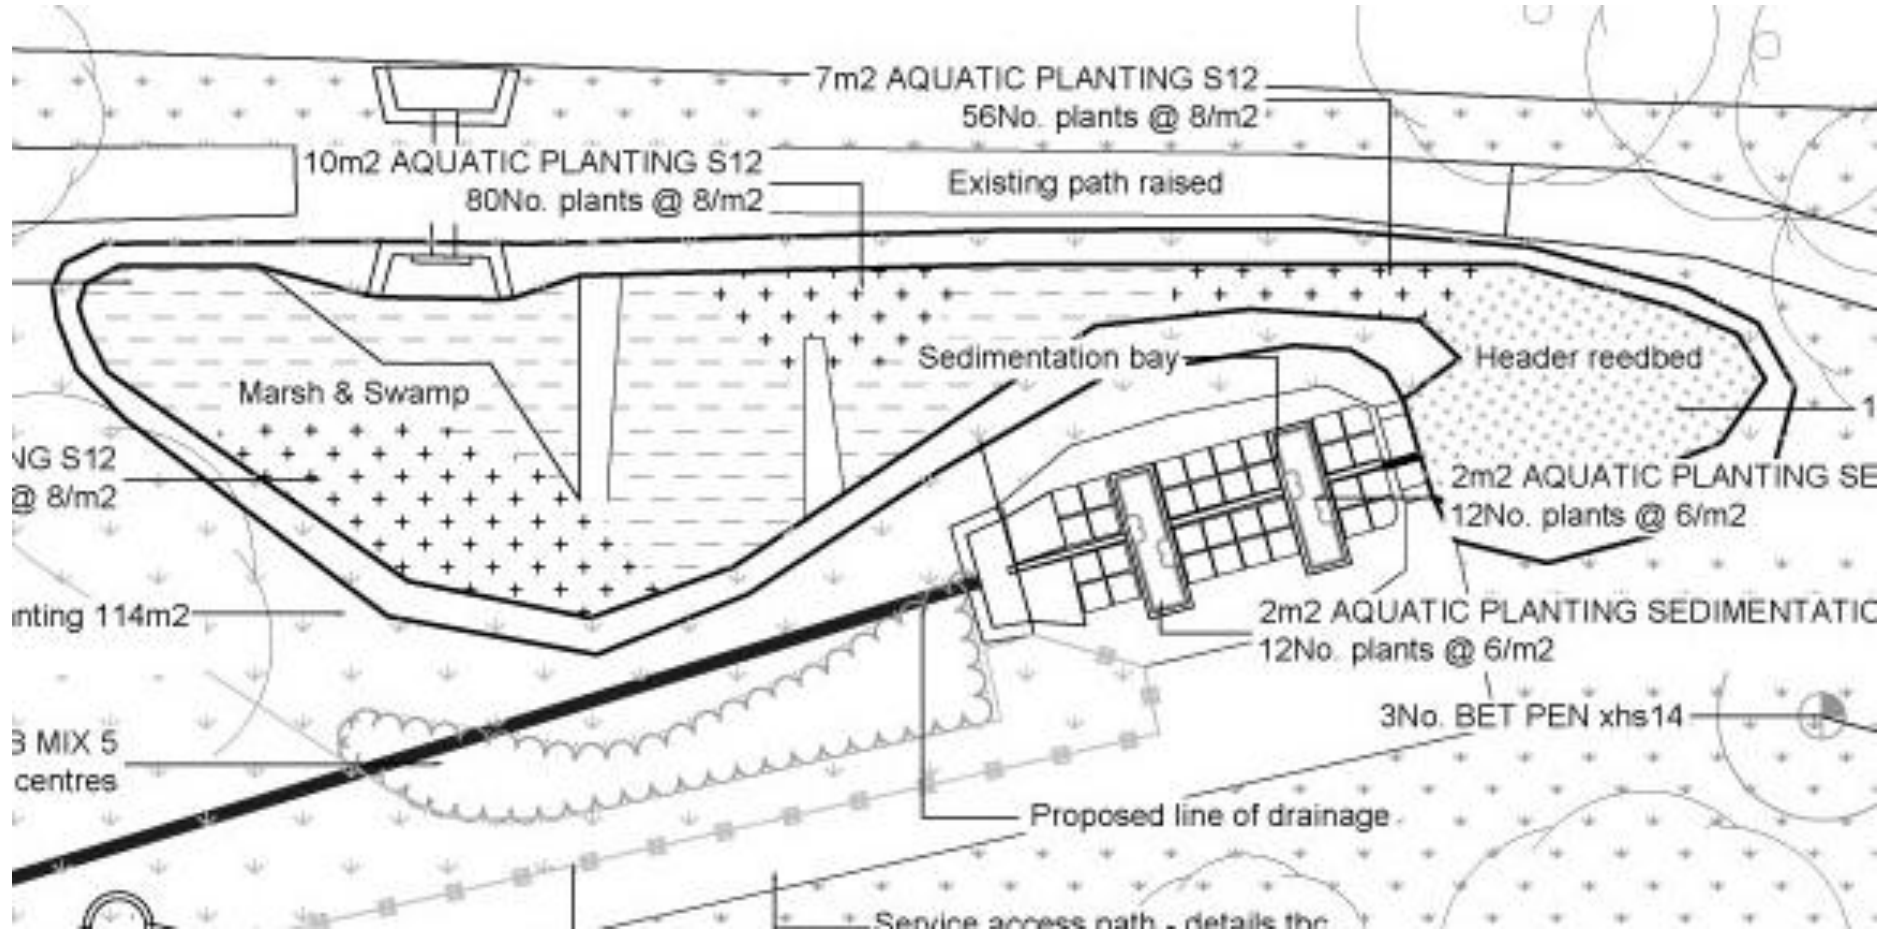 7m2 AQUATIC PLANTING S12
56No. plants @ 8/m2
10m2 AQUATIC PLANTING S12
80No. plants @ 8/m2
Existing path raised
Sedimentation bay
Header reedbed
Marsh & Swamp
1
NG S12
@ 8/m2
2m2 AQUATIC PLANTING SE
12No. plants @ 6/m2
anting 114m2
2m2 AQUATIC PLANTING SEDIMENTATIO
12No. plants @ 6/m2
3No. BET PEN xhs14
B MIX 5
centres
Proposed line of drainage
Service access path - details tbc